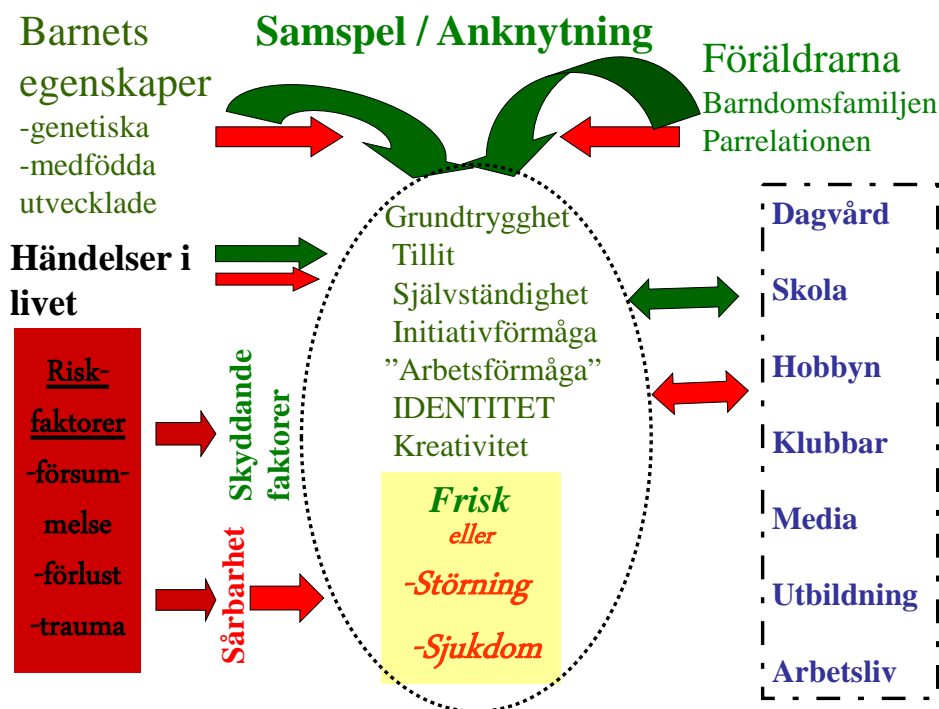 Samspel / Anknytning
Barnets
egenskaper
-genetiska
-medfödda
utvecklade
Föräldrarna
Barndomsfamiljen
Parrelationen
Händelser i
livet
Risk-
faktorer
-försum-
melse
-förlust
-trauma
Skyddande
faktorer
Sårbarhet
Grundtrygghet
Tillit
Självständighet
Initiativförmåga
”Arbetsförmåga”
IDENTITET
Kreativitet
Frisk
eller
-Störning
-Sjukdom
Dagvård
Skola
Hobbyn
Klubbar
Media
Utbildning
Arbetsliv